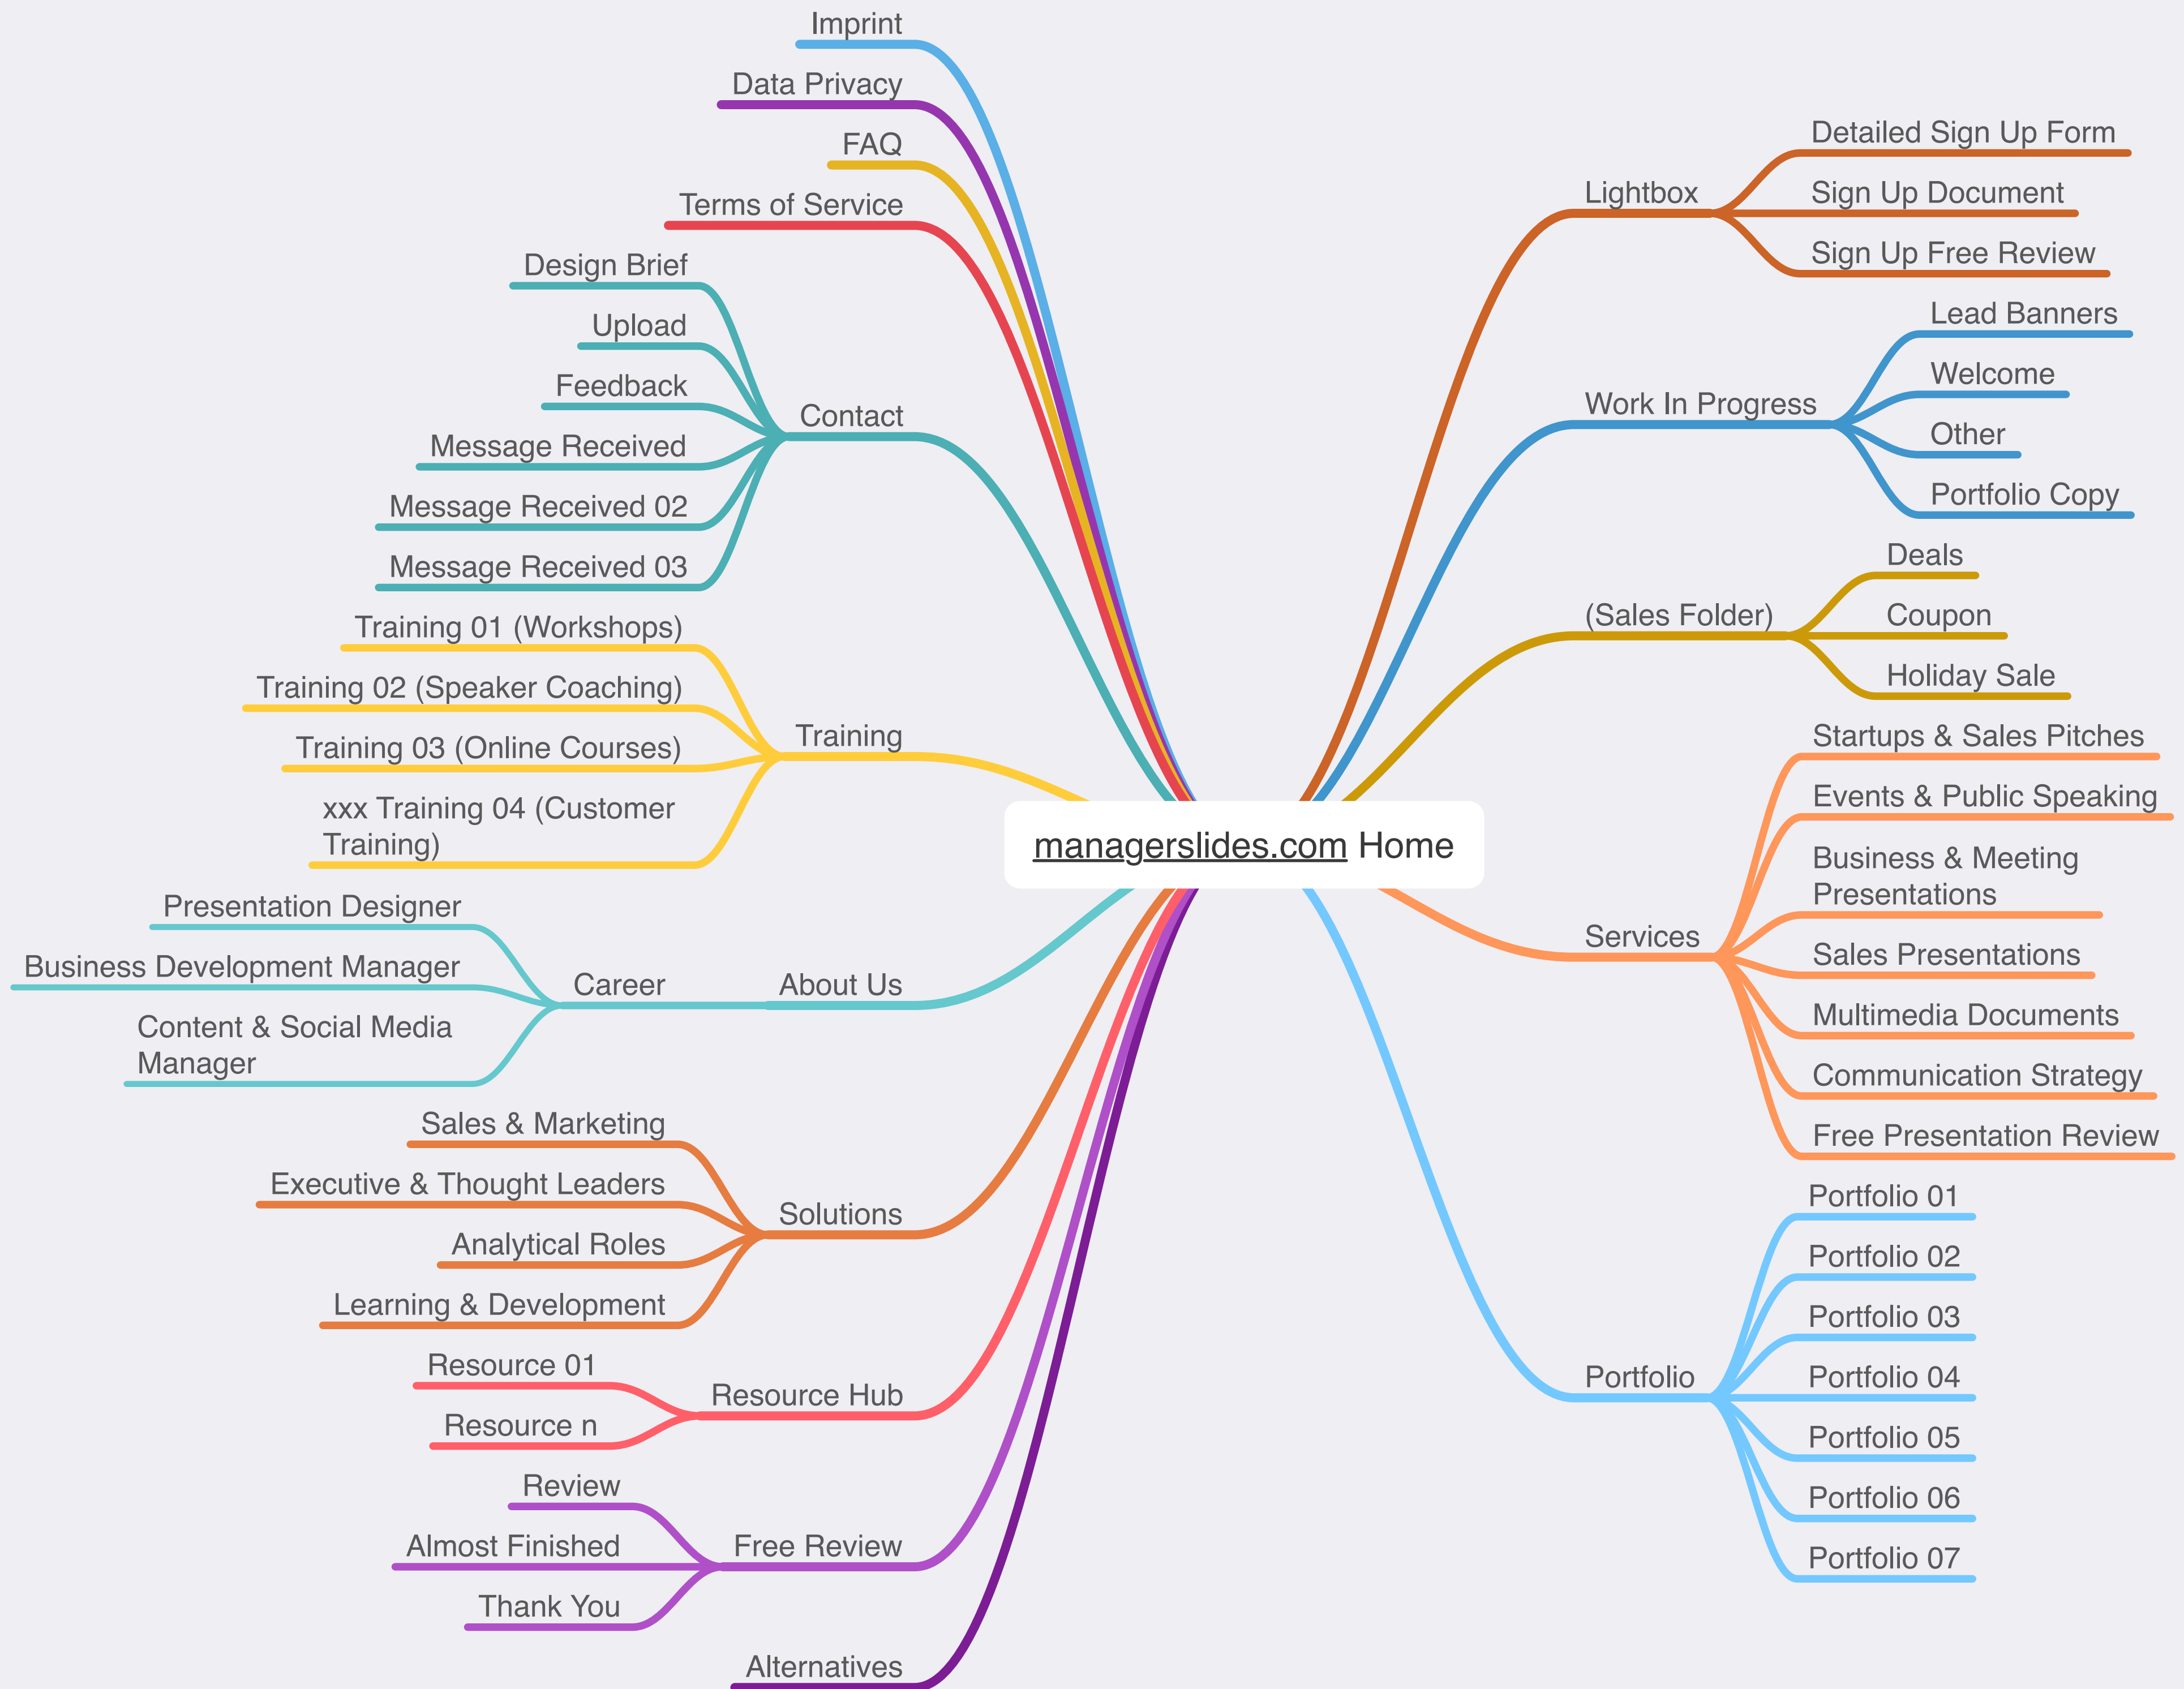 managerslides.com Home
Lightbox
Detailed Sign Up Form
Sign Up Document
Sign Up Free Review
Work In Progress
Lead Banners
Welcome
Other
Portfolio Copy
(Sales Folder)
Deals
Coupon
Holiday Sale
Services
Startups & Sales Pitches
Events & Public Speaking
Business & Meeting
Presentations
Sales Presentations
Multimedia Documents
Communication Strategy
Free Presentation Review
Portfolio
Portfolio 01
Portfolio 02
Portfolio 03
Portfolio 04
Portfolio 05
Portfolio 06
Portfolio 07
Imprint
Data Privacy
FAQ
Terms of Service
Contact
Design Brief
Upload
Feedback
Message Received
Message Received 02
Message Received 03
Training
Training 01 (Workshops)
Training 02 (Speaker Coaching)
Training 03 (Online Courses)
xxx Training 04 (Customer
Training)
About Us
Career
Presentation Designer
Business Development Manager
Content & Social Media
Manager
Solutions
Sales & Marketing
Executive & Thought Leaders
Analytical Roles
Learning & Development
Resource Hub
Resource 01
Resource n
Free Review
Review
Almost Finished
Thank You
Alternatives